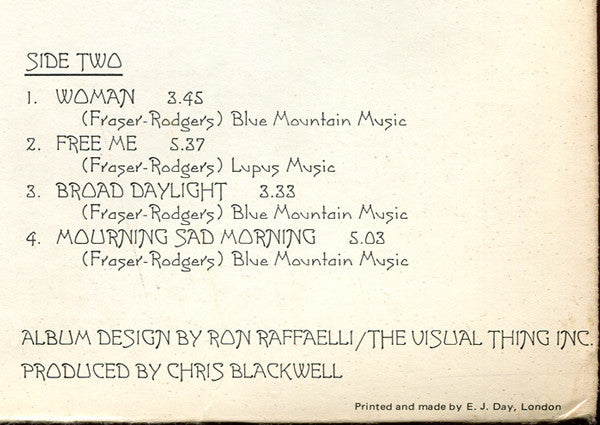 SIDE TWO
1. WOMAN 3.45
(Fraser-Rodgers) Blue Mountain Music
2. FREE ME 5.37
(Fraser-Rodgers) Lupus Music
3. BROAD DAYLIGHT 3.33
(Fraser-Rodgers) Blue Mountain Music
4. MOURNING SAD MORNING 5.03
(Fraser-Rodgers) Blue Mountain Music
ALBUM DESIGN BY RON RAFFAELLI/THE VISUAL THING INC.
PRODUCED BY CHRIS BLACKWELL
Printed and made by E. J. Day, London